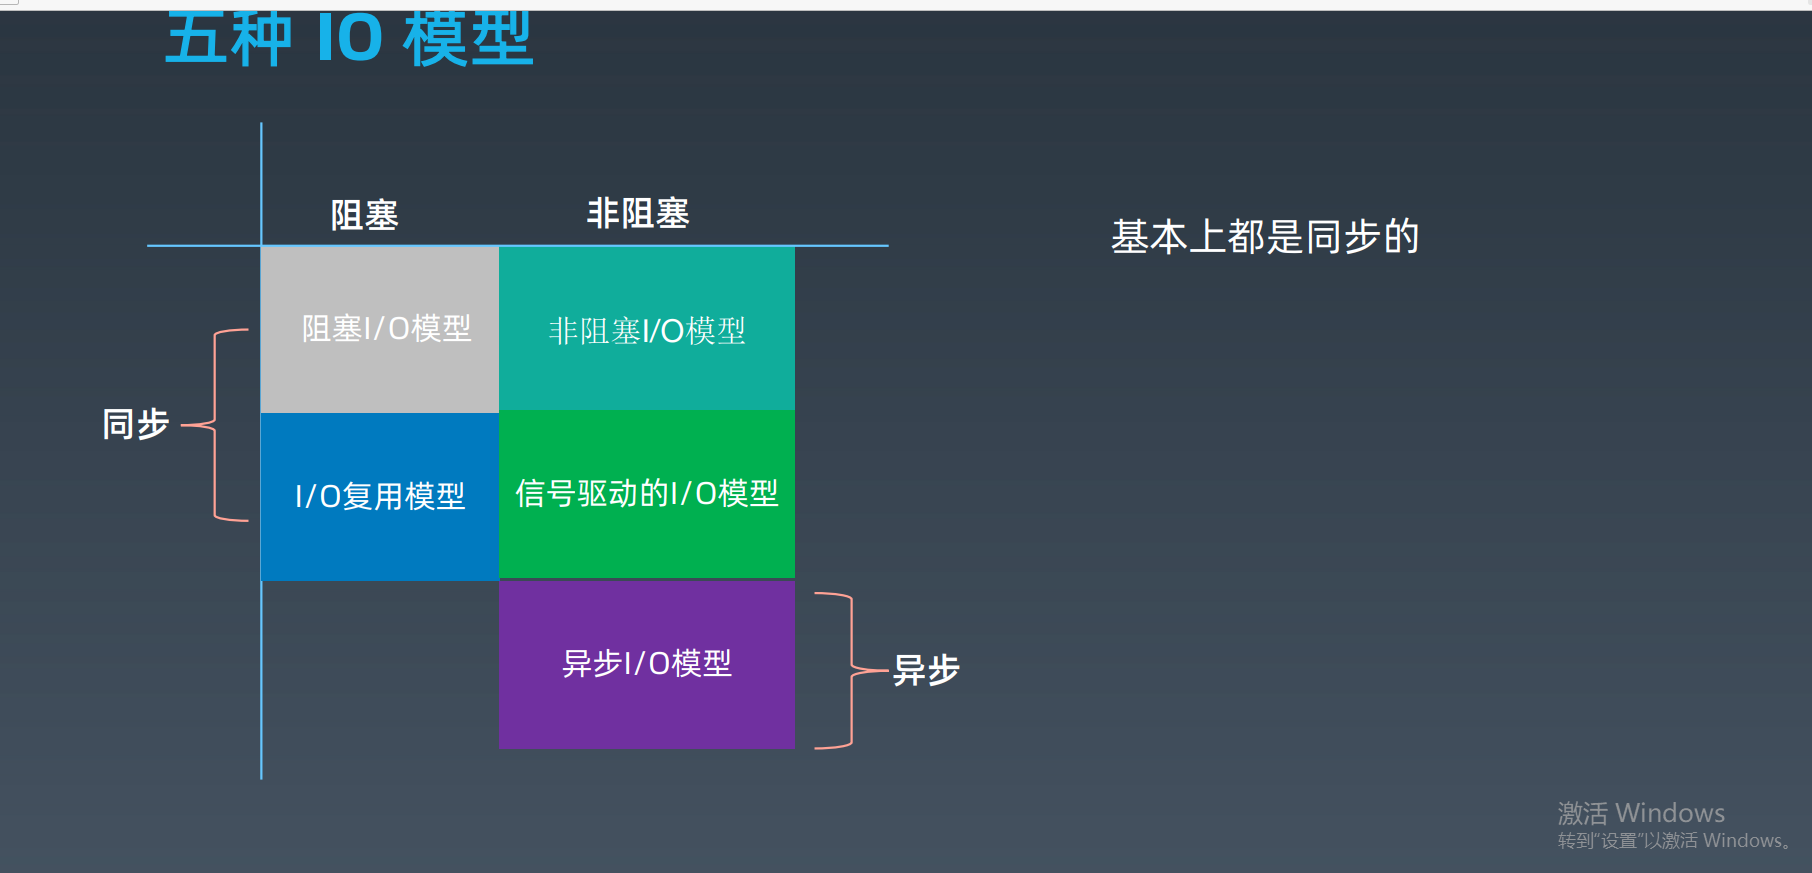 五种 IO 模型
阻塞
非阻塞
基本上都是同步的
阻塞I/O模型
非阻塞I/O模型
同步
I/O复用模型
信号驱动的I/O模型
异步I/O模型
异步
激活 Windows
转到“设置”以激活 Windows。